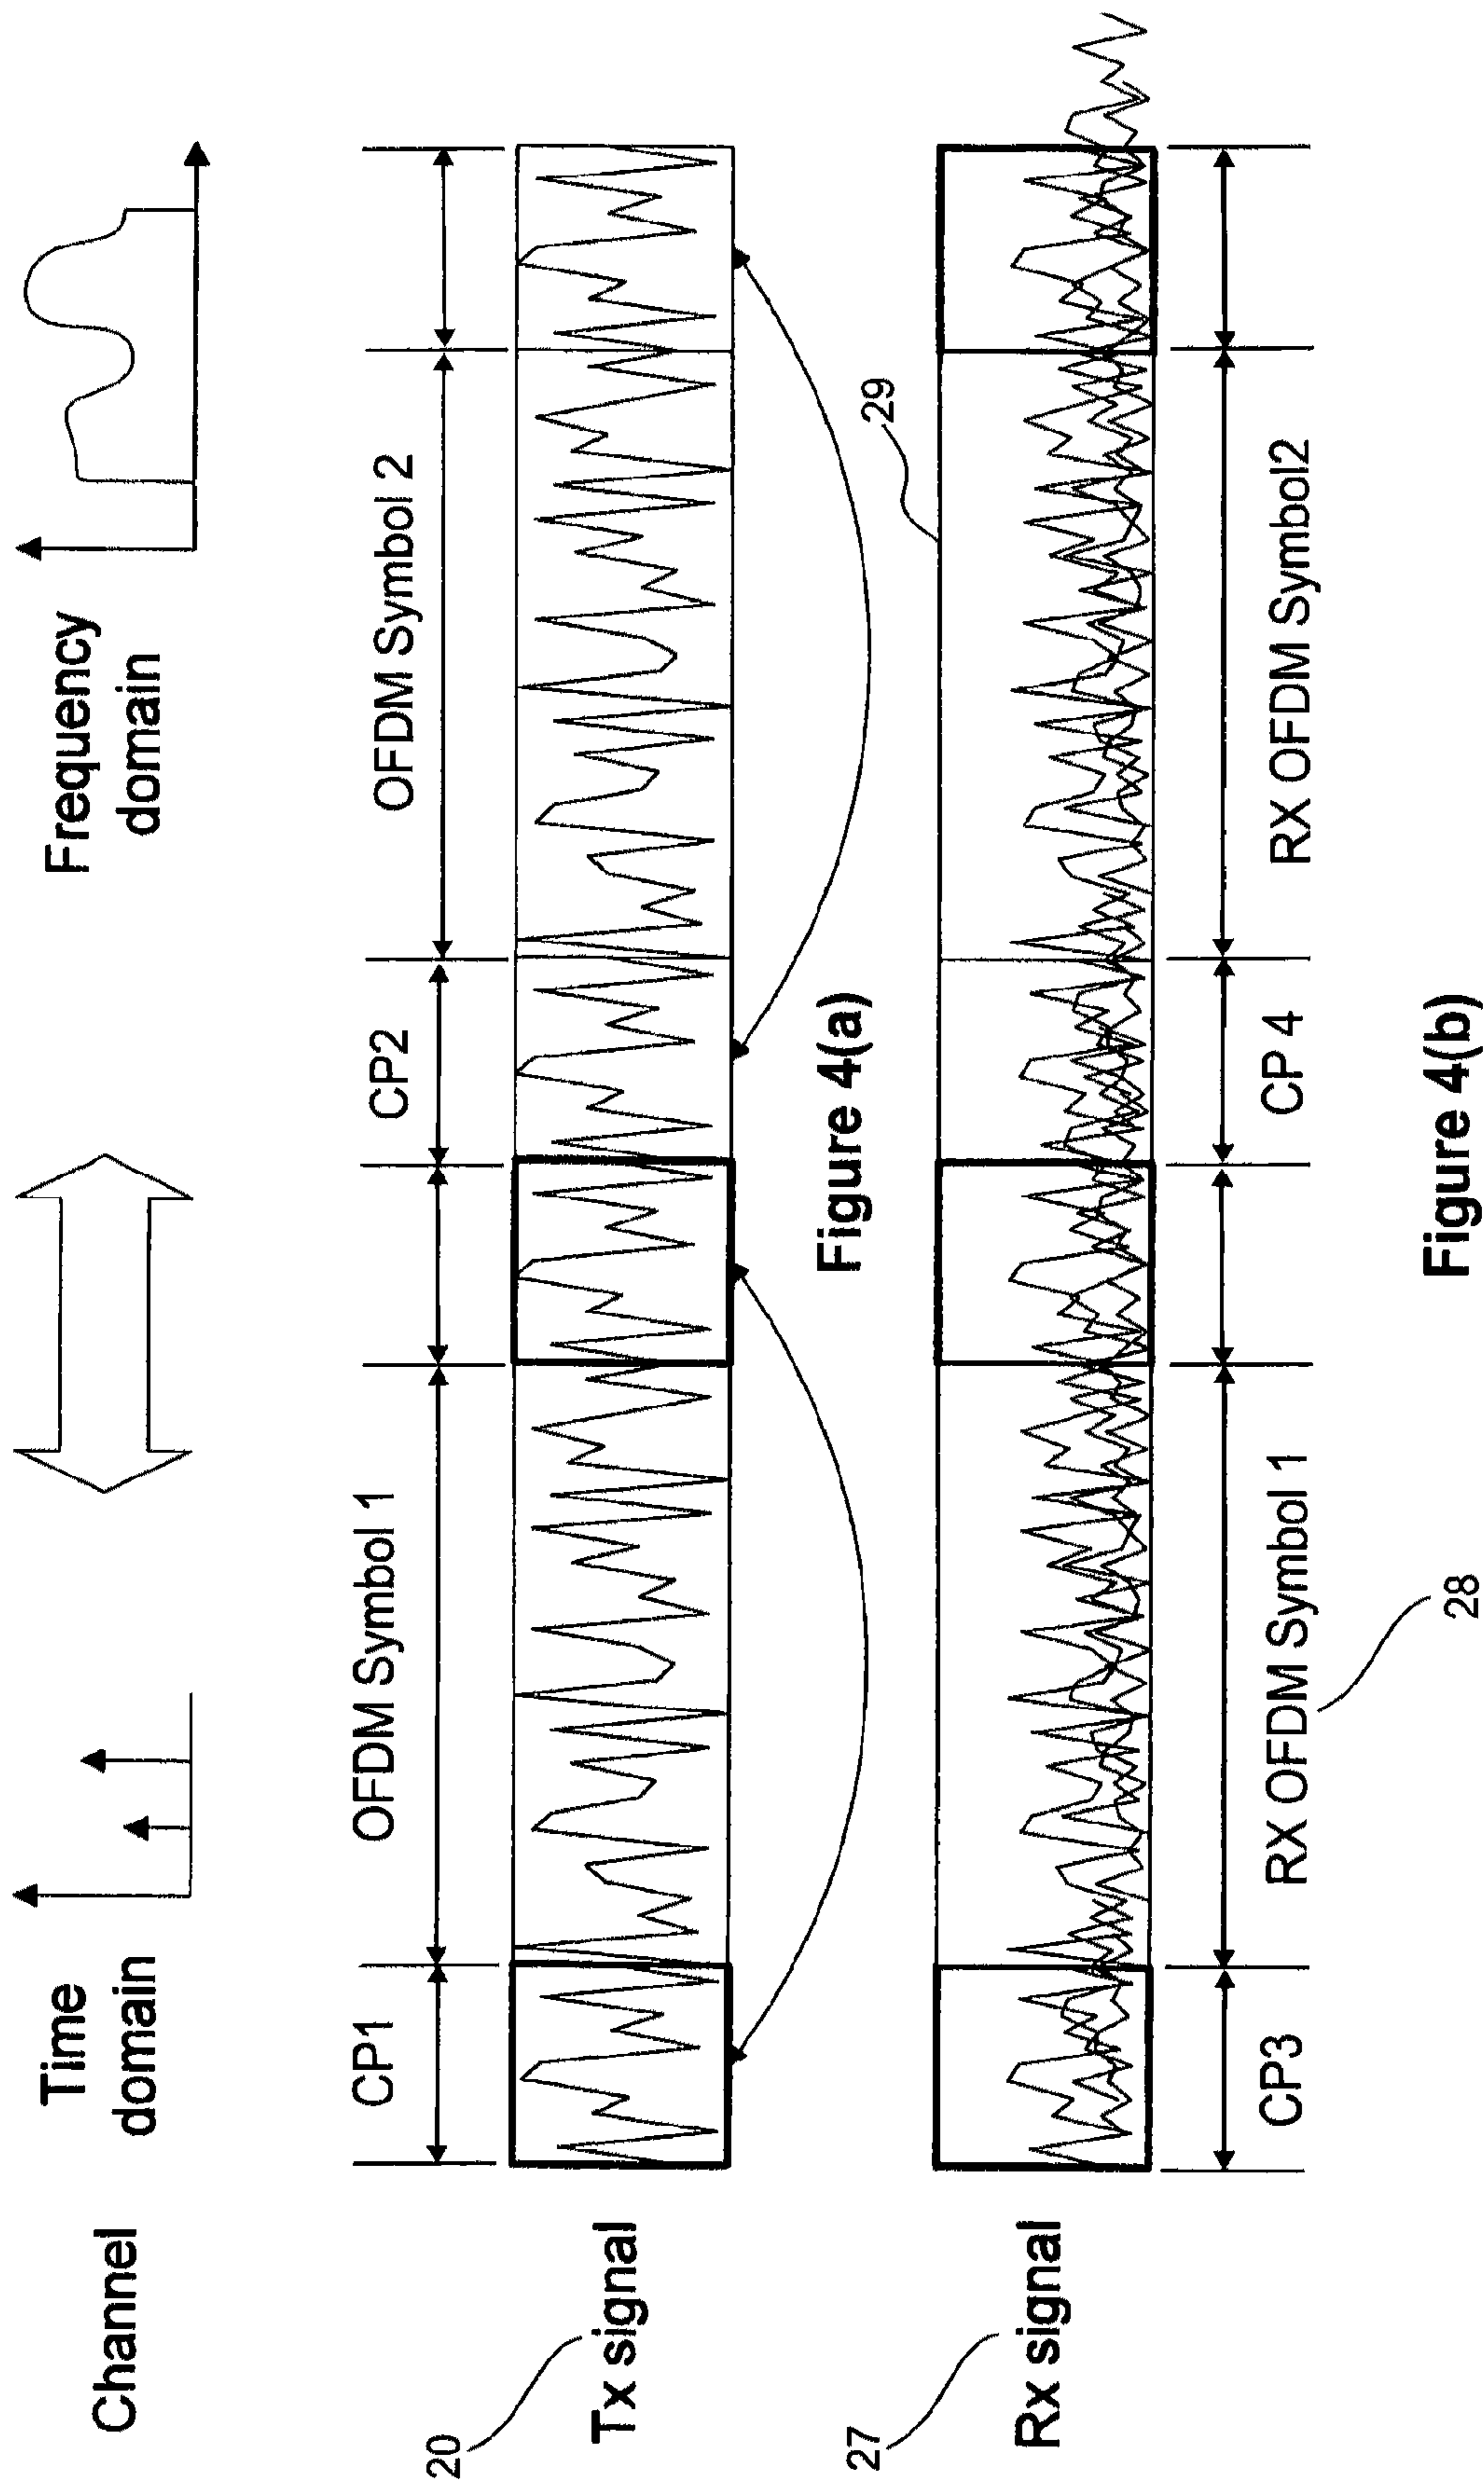 Channel
Time
domain
Frequency
domain
CP1
OFDM Symbol 1
CP2
OFDM Symbol 2
20
Tx signal
Figure 4(a)
29
27
Rx signal
CP3
RX OFDM Symbol 1
CP 4
RX OFDM Symbol2
28
Figure 4(b)